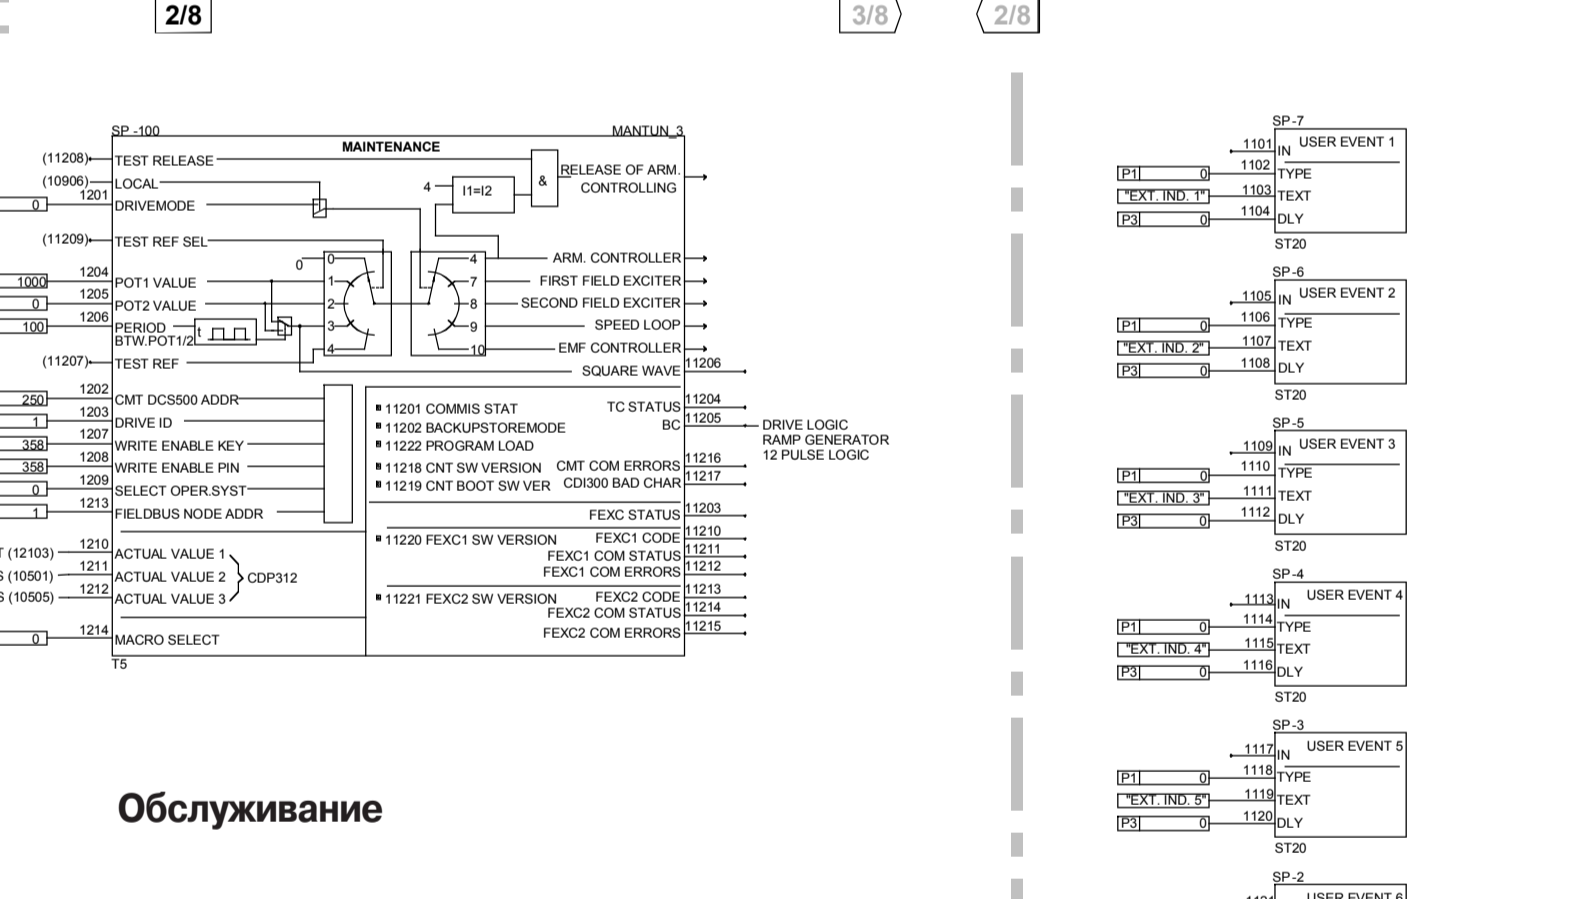 2/8
3/8
2/8
SP -100
MANTUN_3
MAINTENANCE
(11208)
TEST RELEASE
(10906)
LOCAL
1201
0
DRIVEMODE
(11209)
TEST REF SEL
1204
1000
POT1 VALUE
1205
0
POT2 VALUE
1206
100
PERIOD
BTW.POT1/2
t
(11207)
TEST REF
0
0
1
2
3
4
4
I1=I2
&
4
7
8
9
10
RELEASE OF ARM.
CONTROLLING
ARM. CONTROLLER
FIRST FIELD EXCITER
SECOND FIELD EXCITER
SPEED LOOP
EMF CONTROLLER
11206
SQUARE WAVE
1202
250
CMT DCS500 ADDR
1203
1
DRIVE ID
1207
358
WRITE ENABLE KEY
1208
358
WRITE ENABLE PIN
1209
0
SELECT OPER.SYST
1213
1
FIELDBUS NODE ADDR
1210
T (12103)
ACTUAL VALUE 1
1211
S (10501)
ACTUAL VALUE 2
CDP312
1212
S (10505)
ACTUAL VALUE 3
1214
0
MACRO SELECT
T5
11201 COMMIS STAT
11202 BACKUPSTOREMODE
11222 PROGRAM LOAD
11218 CNT SW VERSION
11219 CNT BOOT SW VER
TC STATUS
11204
BC
11205
DRIVE LOGIC
RAMP GENERATOR
12 PULSE LOGIC
CMT COM ERRORS
11216
CDI300 BAD CHAR
11217
FEXC STATUS
11203
11220 FEXC1 SW VERSION
FEXC1 CODE
11210
FEXC1 COM STATUS
11211
FEXC1 COM ERRORS
11212
11221 FEXC2 SW VERSION
FEXC2 CODE
11213
FEXC2 COM STATUS
11214
FEXC2 COM ERRORS
11215
Обслуживание
SP-7
1101
IN
USER EVENT 1
1102
P1 0
TYPE
1103
"EXT. IND. 1"
TEXT
1104
P3 0
DLY
ST20
SP-6
1105
IN
USER EVENT 2
1106
P1 0
TYPE
1107
"EXT. IND. 2"
TEXT
1108
P3 0
DLY
ST20
SP-5
1109
IN
USER EVENT 3
1110
P1 0
TYPE
1111
"EXT. IND. 3"
TEXT
1112
P3 0
DLY
ST20
SP-4
1113
IN
USER EVENT 4
1114
P1 0
TYPE
1115
"EXT. IND. 4"
TEXT
1116
P3 0
DLY
ST20
SP-3
1117
IN
USER EVENT 5
1118
P1 0
TYPE
1119
"EXT. IND. 5"
TEXT
1120
P3 0
DLY
ST20
SP-2
USER EVENT 6